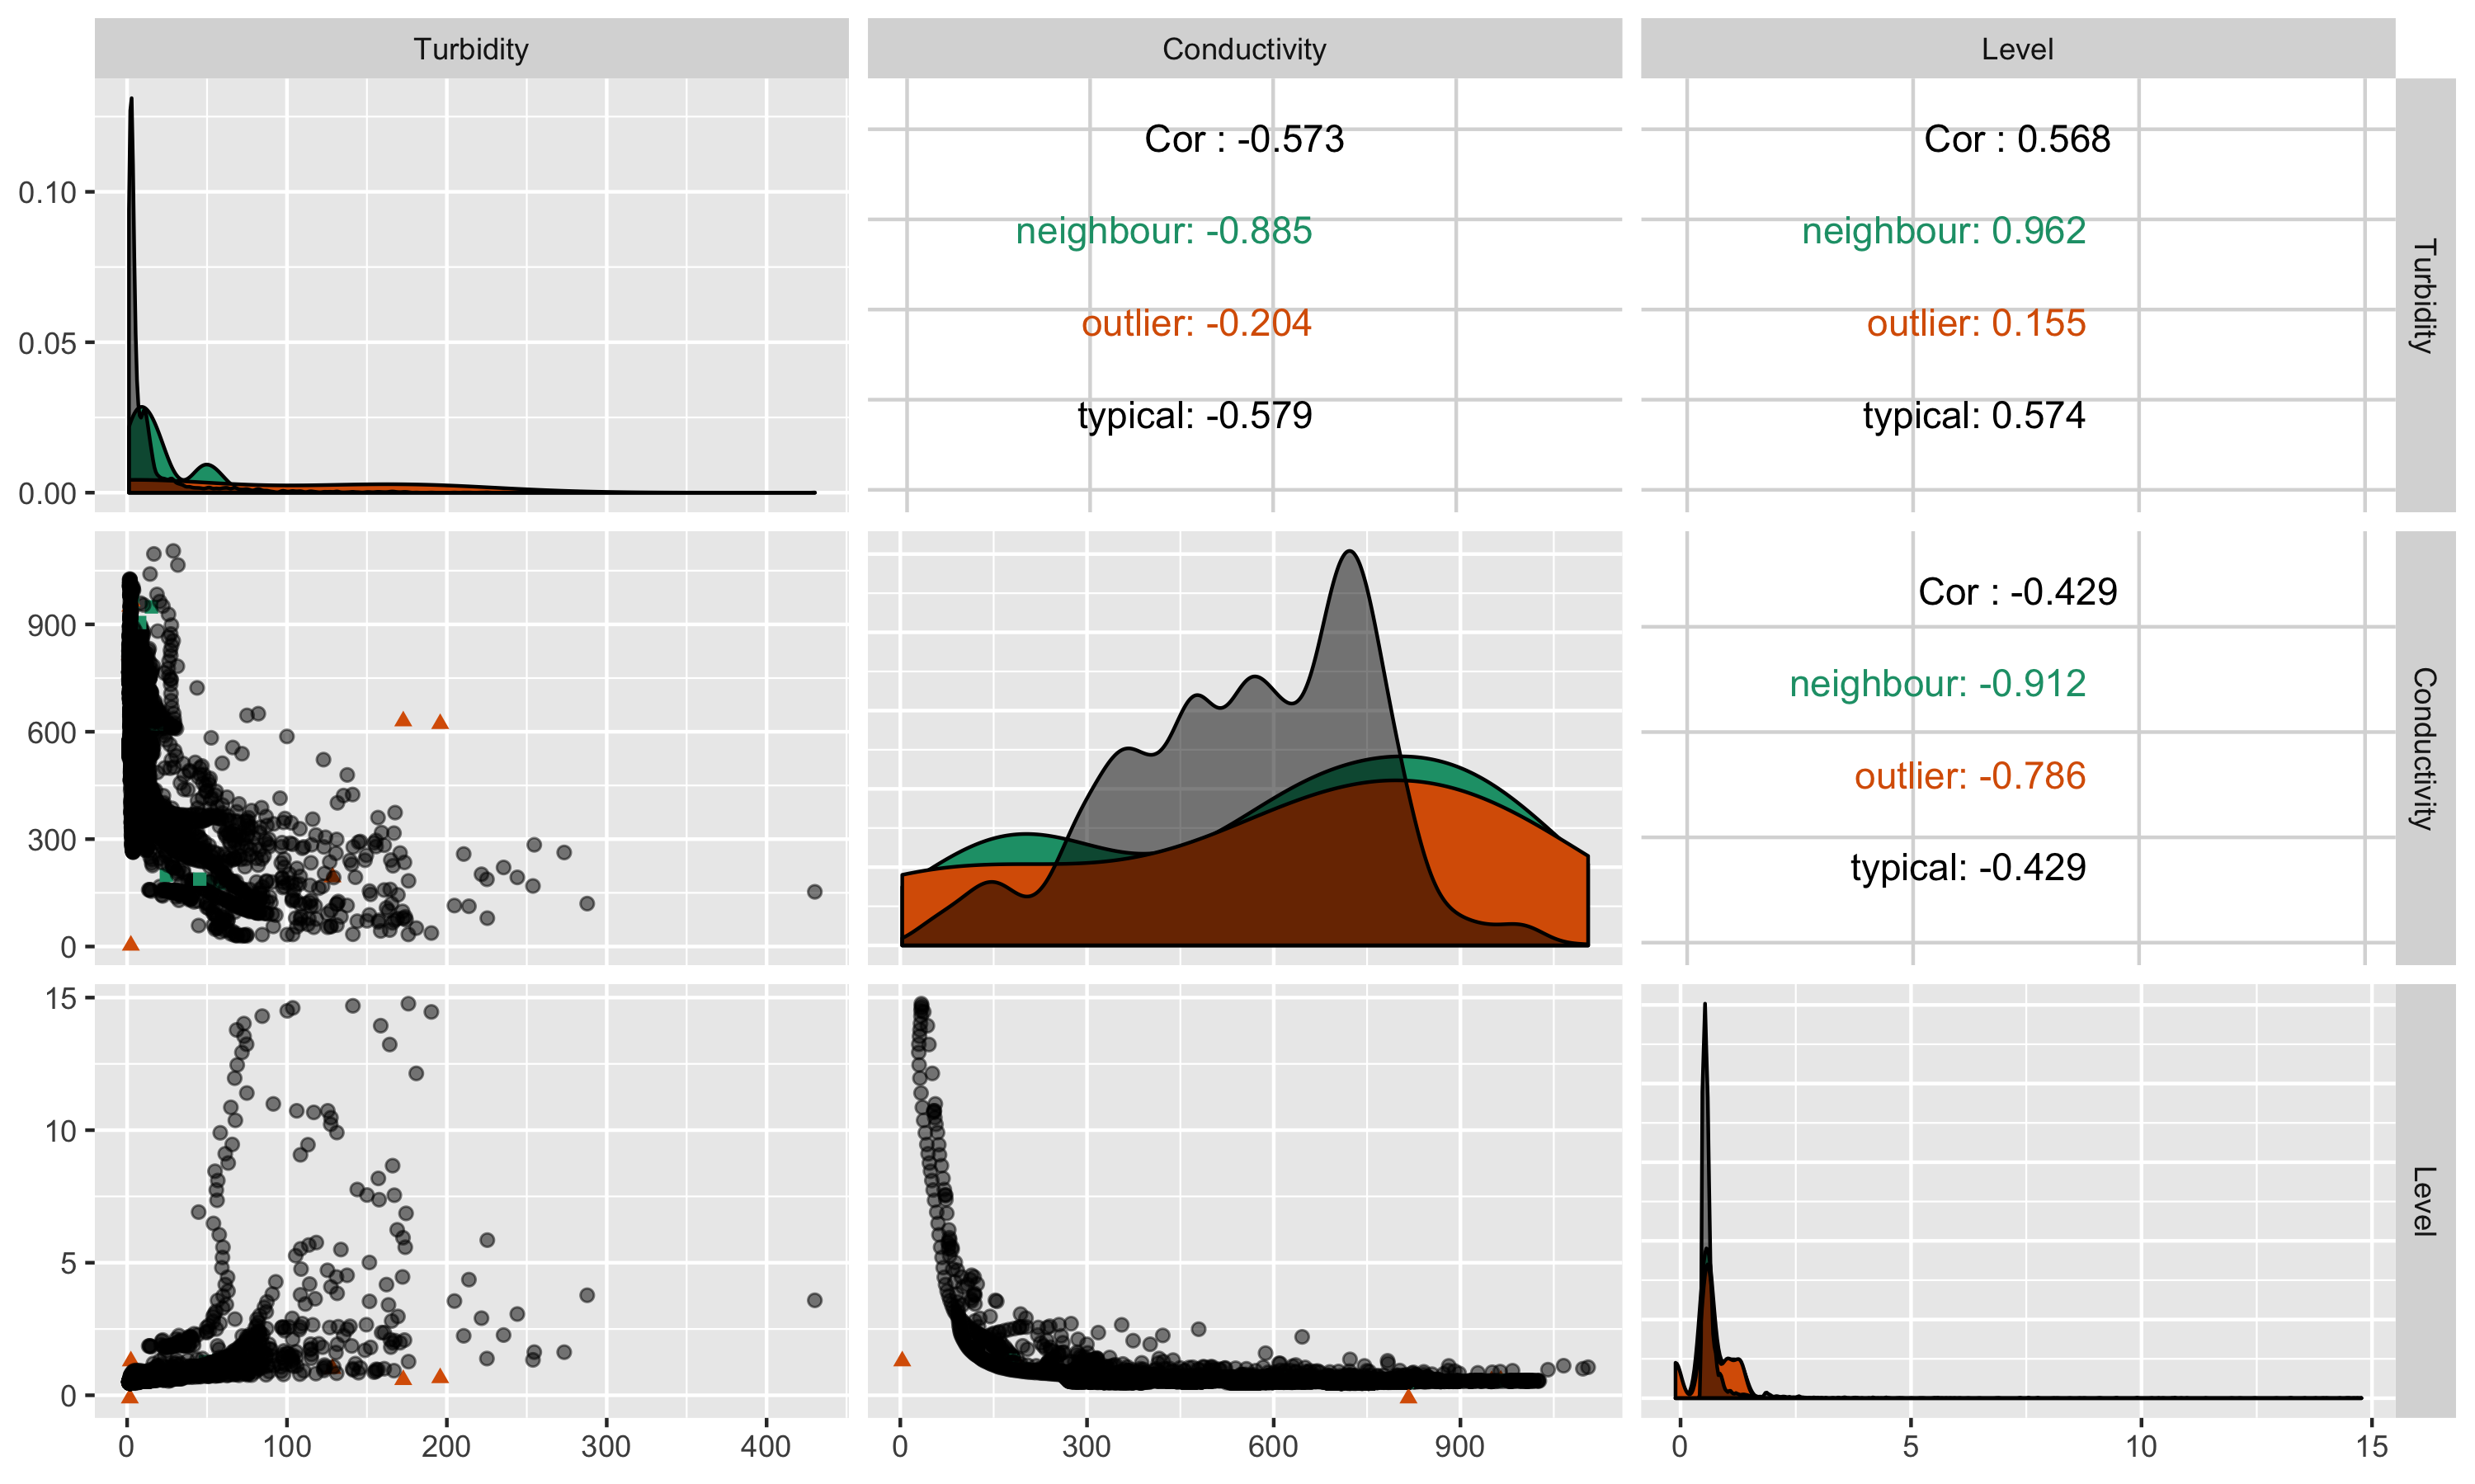 Turbidity
Conductivity
Level
0.10
0.05
0.00
Cor : -0.573
neighbour: -0.885
outlier: -0.204
typical: -0.579
Cor : 0.568
neighbour: 0.962
outlier: 0.155
typical: 0.574
Turbidity
900
600
300
0
Cor : -0.429
neighbour: -0.912
outlier: -0.786
typical: -0.429
Conductivity
15
10
5
0
Level
0
100
200
300
400
0
300
600
900
0
5
10
15